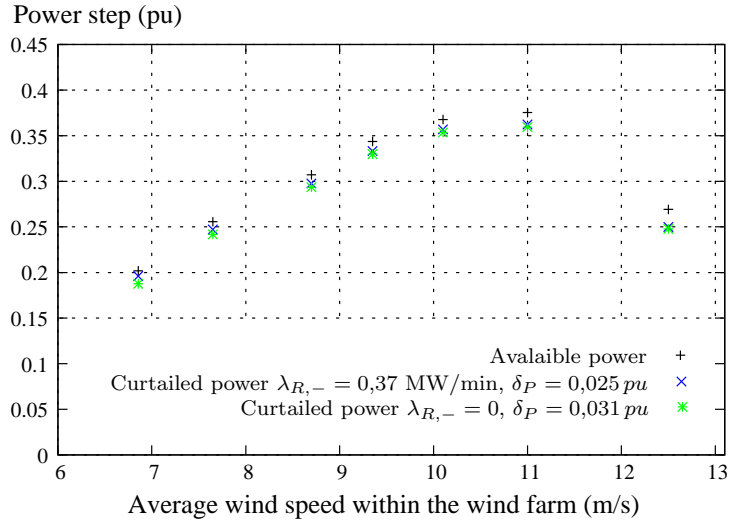 Power step (pu)
0.45
0.4
0.35
0.3
0.25
0.2
0.15
0.1
0.05
0
Avalaible power
Curtailed power λR,− = 0,37 MW/min, δP = 0,025 pu
Curtailed power λR,− = 0, δP = 0,031 pu
6 7 8 9 10 11 12 13
Average wind speed within the wind farm (m/s)